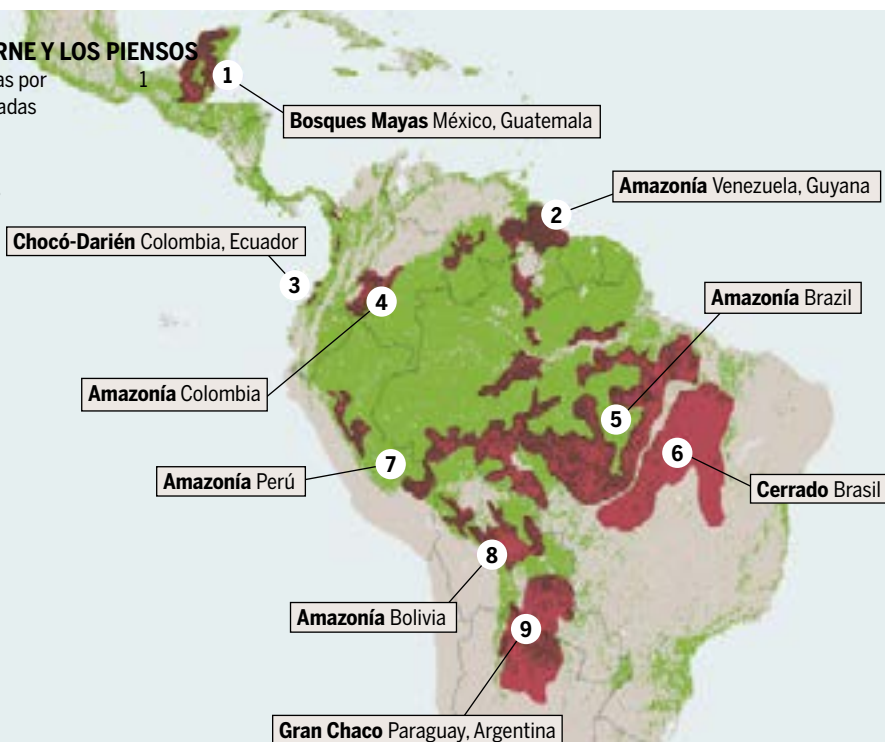 RNE Y LOS PIENSOS
as por
adas
1
1
Bosques Mayas México, Guatemala
Amazonía Venezuela, Guyana
2
Chocó-Darién Colombia, Ecuador
3
4
Amazonía Brazil
Amazonía Colombia
5
6
7
Amazonía Perú
Cerrado Brasil
8
Amazonía Bolivia
9
Gran Chaco Paraguay, Argentina